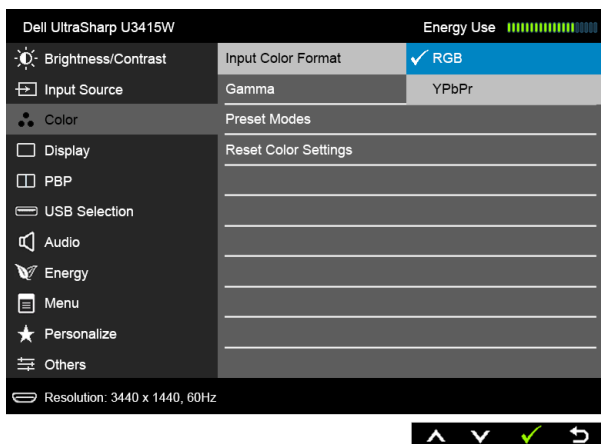 Dell UltraSharp U3415W Energy Use
Brightness/Contrast Input Color Format RGB
Input Source Gamma YPbPr
Color Preset Modes
Display Reset Color Settings
PBP
USB Selection
Audio
Energy
Menu
Personalize
Others
Resolution: 3440 x 1440, 60Hz